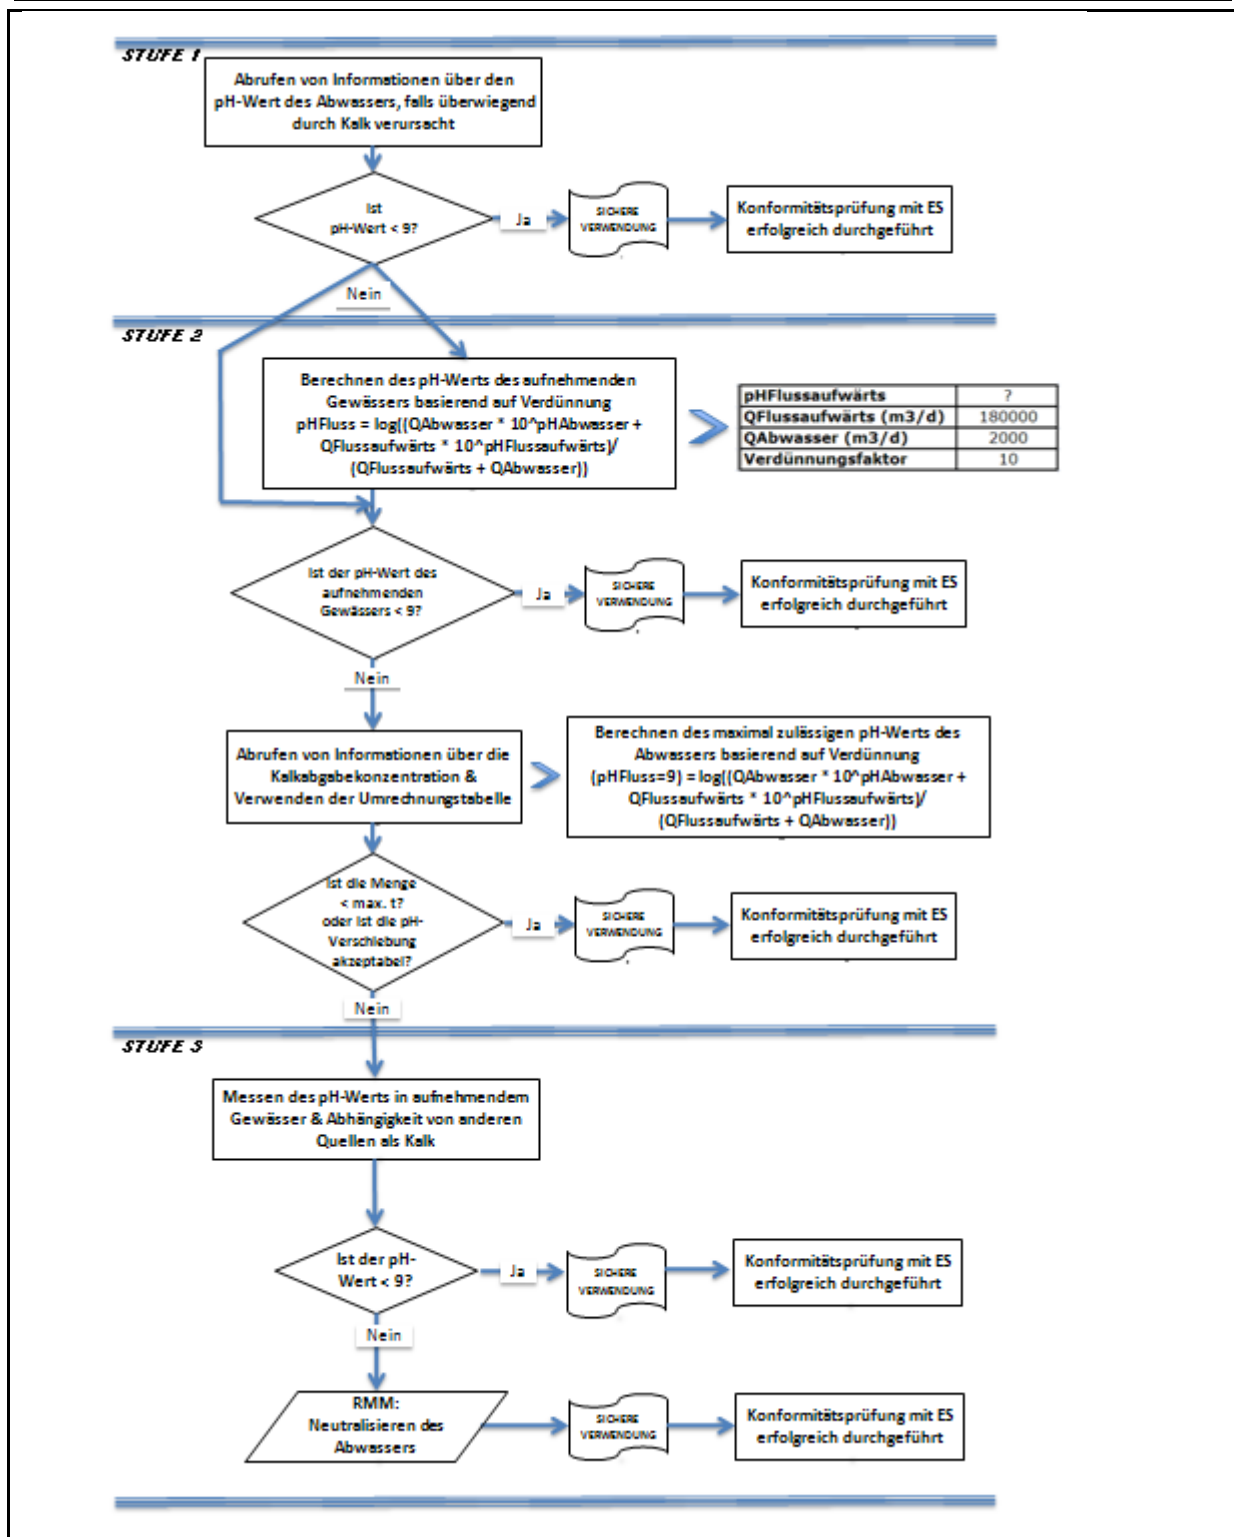 STUFE 1
Abrufen von Informationen über den
pH-Wert des Abwassers, falls überwiegend
durch Kalk verursacht
Ist
pH-Wert < 9?
Ja
SICHERE
VERWENDUNG
Konformitätsprüfung mit ES
erfolgreich durchgeführt
Nein
STUFE 2
Berechnen des pH-Werts des aufnehmenden
Gewässers basierend auf Verdünnung
pHFluss = log((QAbwasser * 10^pHAbwasser +
QFlussaufwärts * 10^pHFlussaufwärts)/
(QFlussaufwärts + QAbwasser))
pHFlussaufwärts ?
QFlussaufwärts (m3/d) 180000
QAbwasser (m3/d) 2000
Verdünnungsfaktor 10
Ist der pH-Wert des
aufnehmenden
Gewässers < 9?
Ja
SICHERE
VERWENDUNG
Konformitätsprüfung mit ES
erfolgreich durchgeführt
Nein
Abrufen von Informationen über die
Kalkabgabekonzentration &
Verwenden der Umrechnungstabelle
Berechnen des maximal zulässigen pH-Werts des
Abwassers basierend auf Verdünnung
(pHFluss=9) = log((QAbwasser * 10^pHAbwasser +
QFlussaufwärts * 10^pHFlussaufwärts)/
(QFlussaufwärts + QAbwasser))
Ist die Menge
< max. t?
oder ist die pH-
Verschiebung
akzeptabel?
Ja
SICHERE
VERWENDUNG
Konformitätsprüfung mit ES
erfolgreich durchgeführt
Nein
STUFE 3
Messen des pH-Werts in aufnehmendem
Gewässer & Abhängigkeit von anderen
Quellen als Kalk
Ist der pH-
Wert < 9?
Ja
SICHERE
VERWENDUNG
Konformitätsprüfung mit ES
erfolgreich durchgeführt
Nein
RMM:
Neutralisieren des
Abwassers
SICHERE
VERWENDUNG
Konformitätsprüfung mit ES
erfolgreich durchgeführt